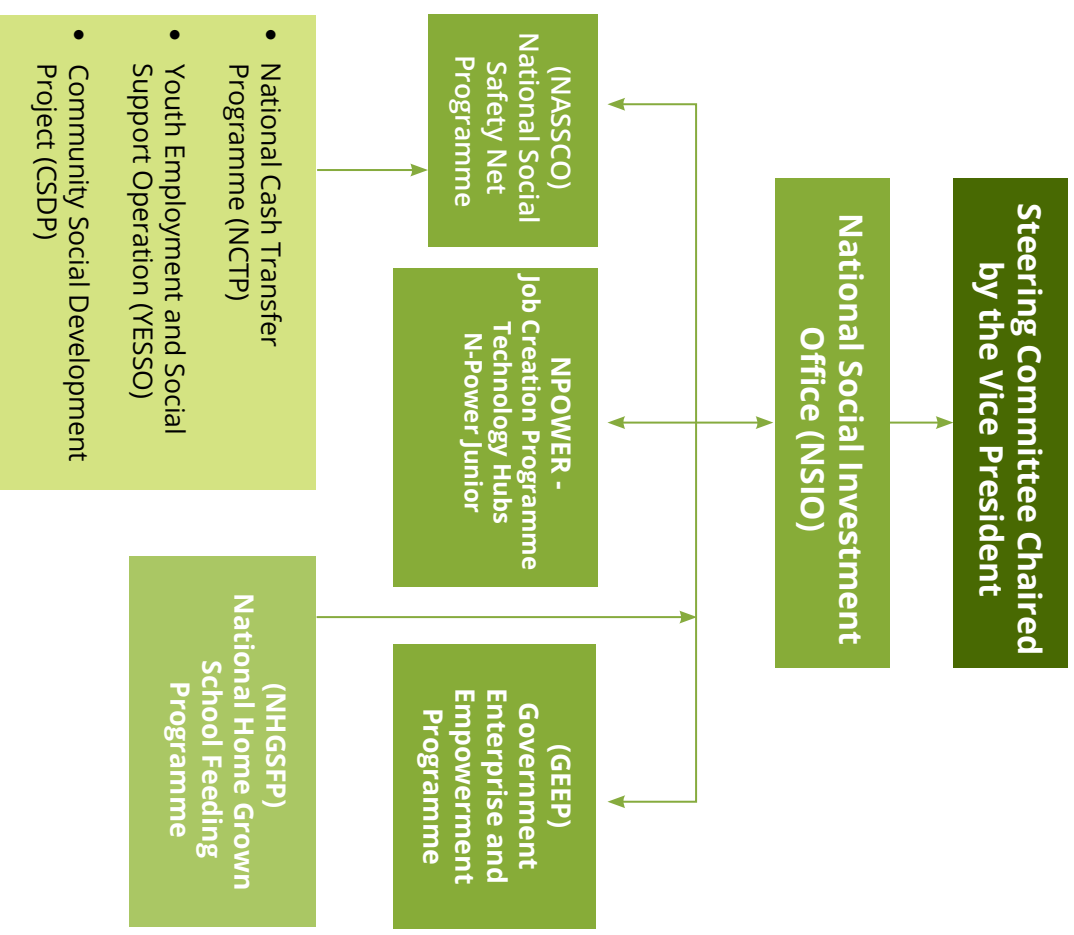 Steering Committee Chaired
by the Vice President
National Social Investment
Office (NSIO)
(NASSCO)
National Social
Safety Net
Programme
NPOWER -
Job Creation Programme
Technology Hubs
N-Power Junior
(GEEP)
Government
Enterprise and
Empowerment
Programme
• National Cash Transfer
Programme (NCTP)
• Youth Employment and Social
Support Operation (YESSO)
• Community Social Development
Project (CSDP)
(NHGSFP)
National Home Grown
School Feeding
Programme